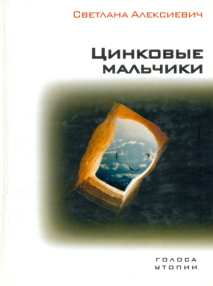 Светлана Алексиевич
Цинковые
мальчики
голоса
утопии